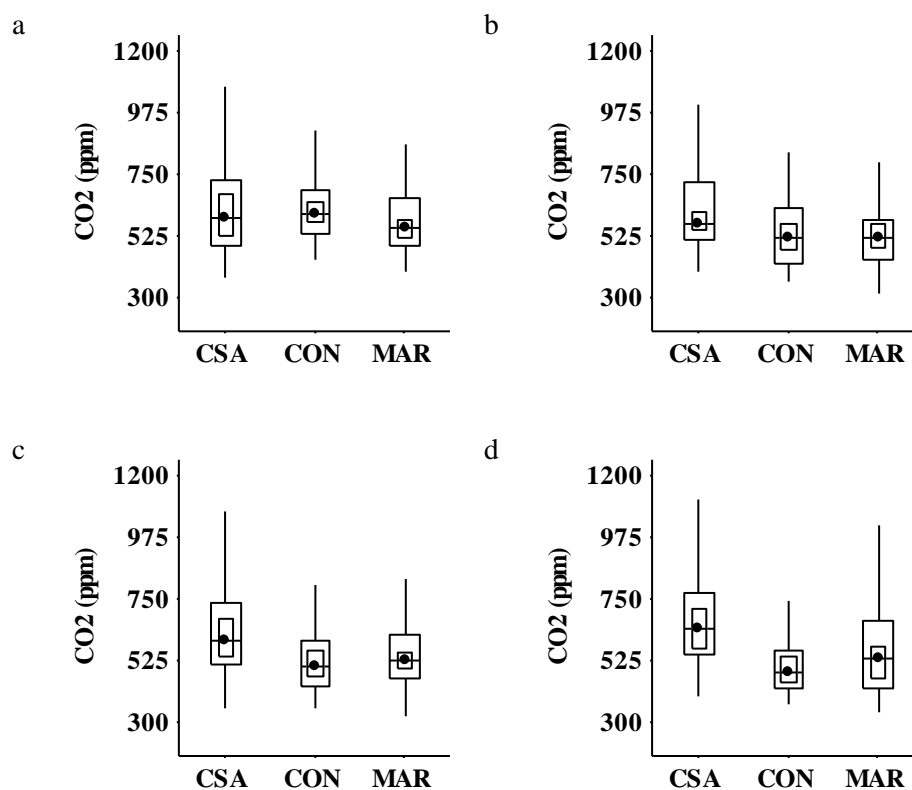 a
CO2 (ppm)
1200
975
750
525
300
CSA CON MAR
b
CO2 (ppm)
1200
975
750
525
300
CSA CON MAR
c
CO2 (ppm)
1200
975
750
525
300
CSA CON MAR
d
CO2 (ppm)
1200
975
750
525
300
CSA CON MAR